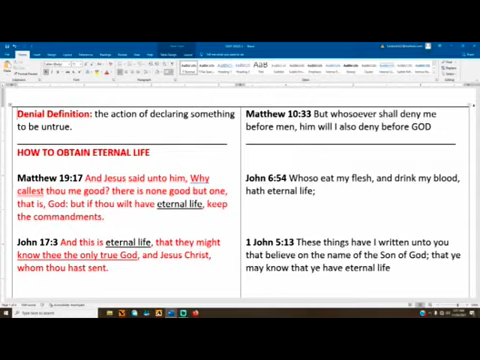 Denial Definition: the action of declaring something
to be untrue.
HOW TO OBTAIN ETERNAL LIFE
Matthew 19:17 And Jesus said unto him, Why
callest thou me good? there is none good but one,
that is, God: but if thou wilt have eternal life, keep
the commandments.
John 17:3 And this is eternal life, that they might
know thee the only true God, and Jesus Christ,
whom thou hast sent.
Matthew 10:33 But whosoever shall deny me
before men, him will I also deny before GOD
John 6:54 Whoso eat my flesh, and drink my blood,
hath eternal life;
1 John 5:13 These things have I written unto you
that believe on the name of the Son of God; that ye
may know that ye have eternal life
Type here to search